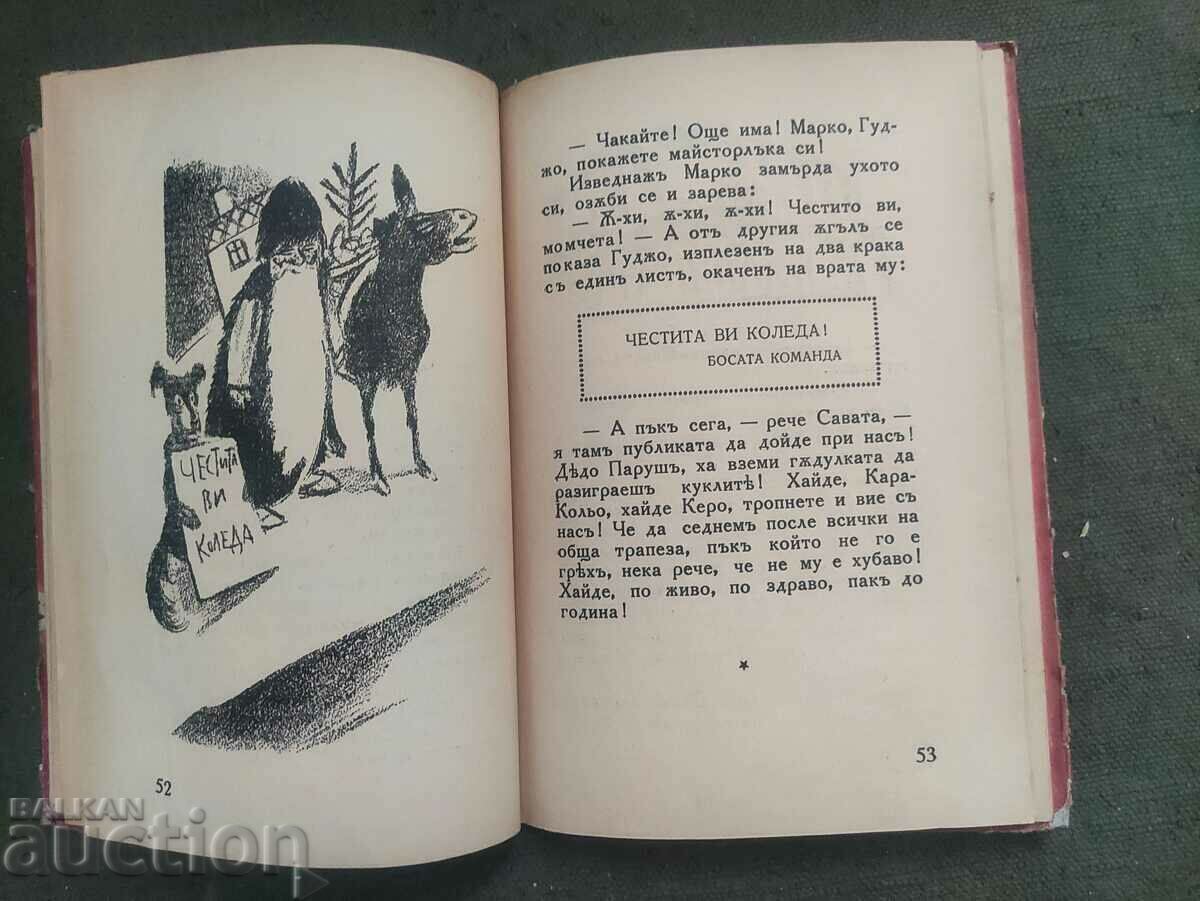 ЧЕСТИТА
ВИ
КОЛЕДА
52
— Чакайте! Още има! Марко, Гуд-
жо, покажете майсторлъка си!
Изведнажъ Марко замърда ухото
си, озѫби се и зарева:
— Ѫ-хи, ѫ-хи, ѫ-хи! Честито ви,
момчета! — А отъ другия ѫгълъ се
показа Гуджо, изплезенъ на два крака
съ единъ листъ, окаченъ на врата му:
ЧЕСТИТА ВИ КОЛЕДА!
БОСАТА КОМАНДА
— А пъкъ сега, — рече Савата, —
я тамъ публиката да дойде при насъ!
Дѣдо Парушъ, ха вземи гѫдулката да
разиграешъ куклитѣ! Хайде, Кара-
Кольо, хайде Керо, тропнете и вие съ
насъ! Че да седнемъ после всички на
обща трапеза, пъкъ който не го е
грѣхъ, нека рече, че не му е хубаво!
Хайде, по живо, по здраво, пакъ до
година!
53
BALKAN
auction